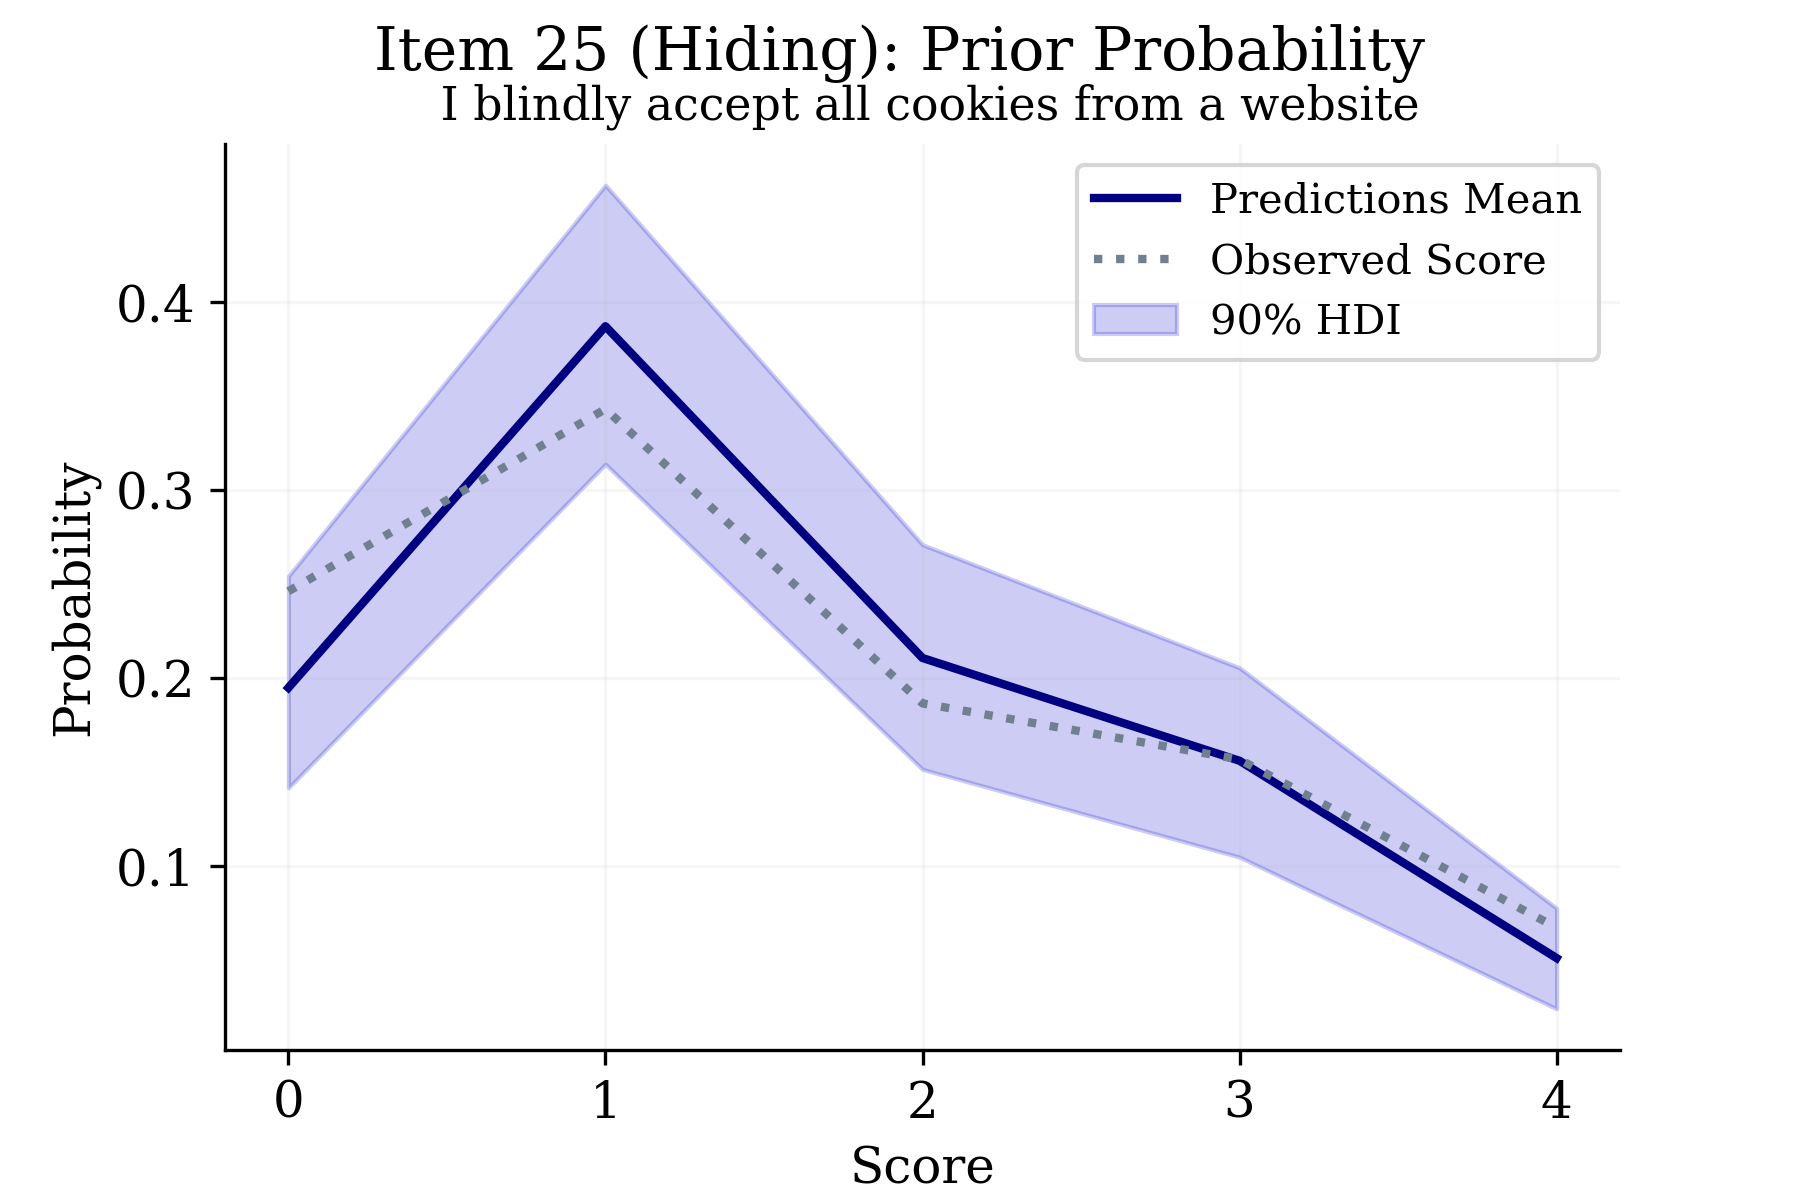 Item 25 (Hiding): Prior Probability
I blindly accept all cookies from a website
Predictions Mean
Observed Score
90% HDI
Probability
0.4
0.3
0.2
0.1
0 1 2 3 4
Score